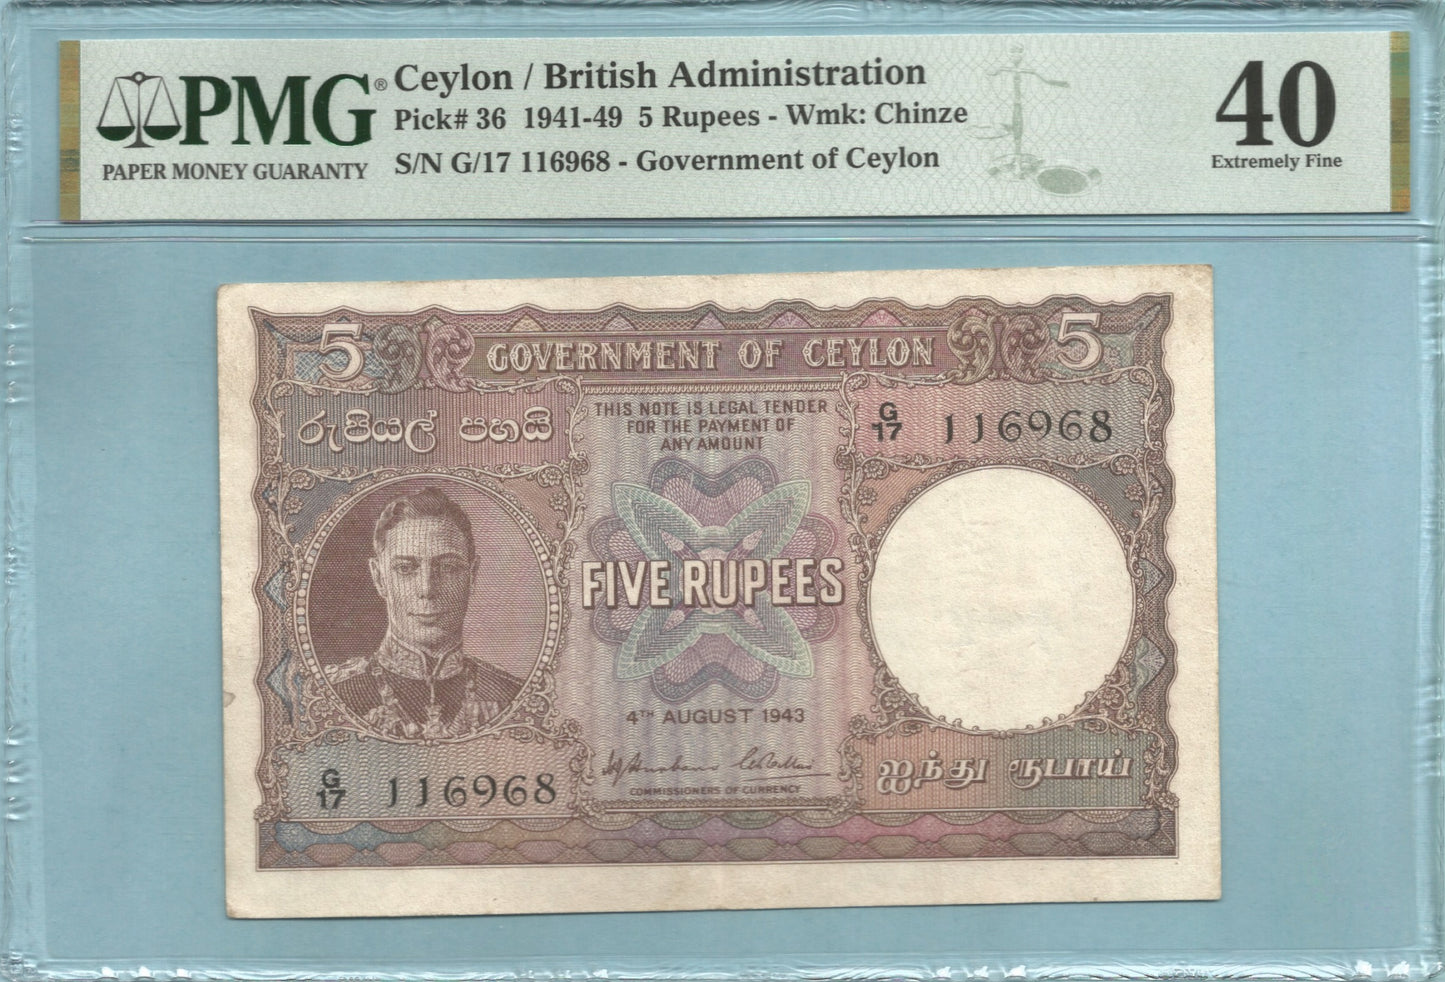 PMG®
PAPER MONEY GUARANTY
Ceylon / British Administration
Pick# 36 1941-49 5 Rupees - Wmk: Chinze
S/N G/17 116968 - Government of Ceylon
40
Extremely Fine
5 GOVERNMENT OF CEYLON 5
රුපියල් පහයි
THIS NOTE IS LEGAL TENDER
FOR THE PAYMENT OF
ANY AMOUNT
G/17 116968
FIVE RUPEES
4TH AUGUST 1943
COMMISSIONERS OF CURRENCY
G/17 116968
ஐந்து ரூபாய்